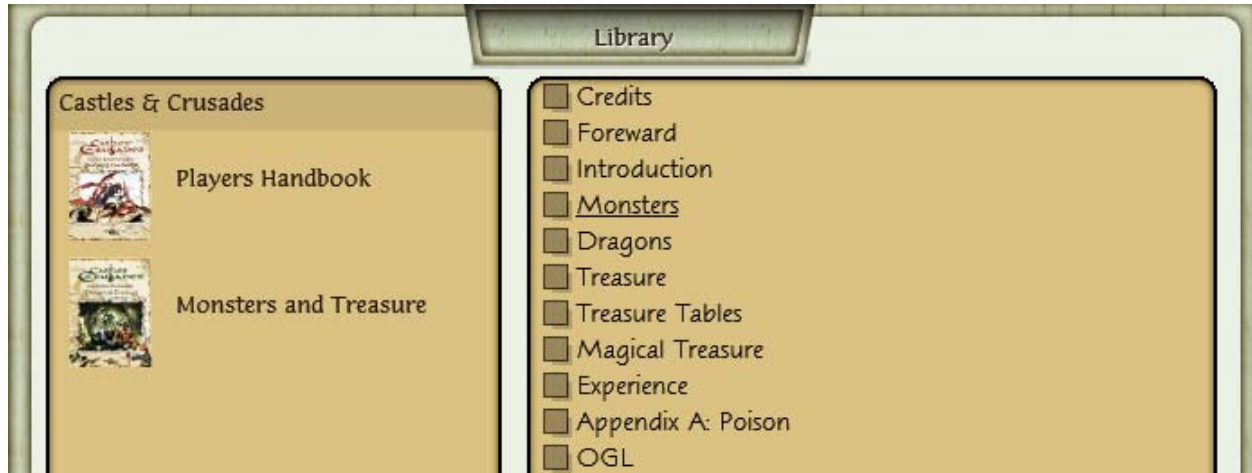 Library
Castles & Crusades
Players Handbook
Monsters and Treasure
Credits
Foreward
Introduction
Monsters
Dragons
Treasure
Treasure Tables
Magical Treasure
Experience
Appendix A: Poison
OGL